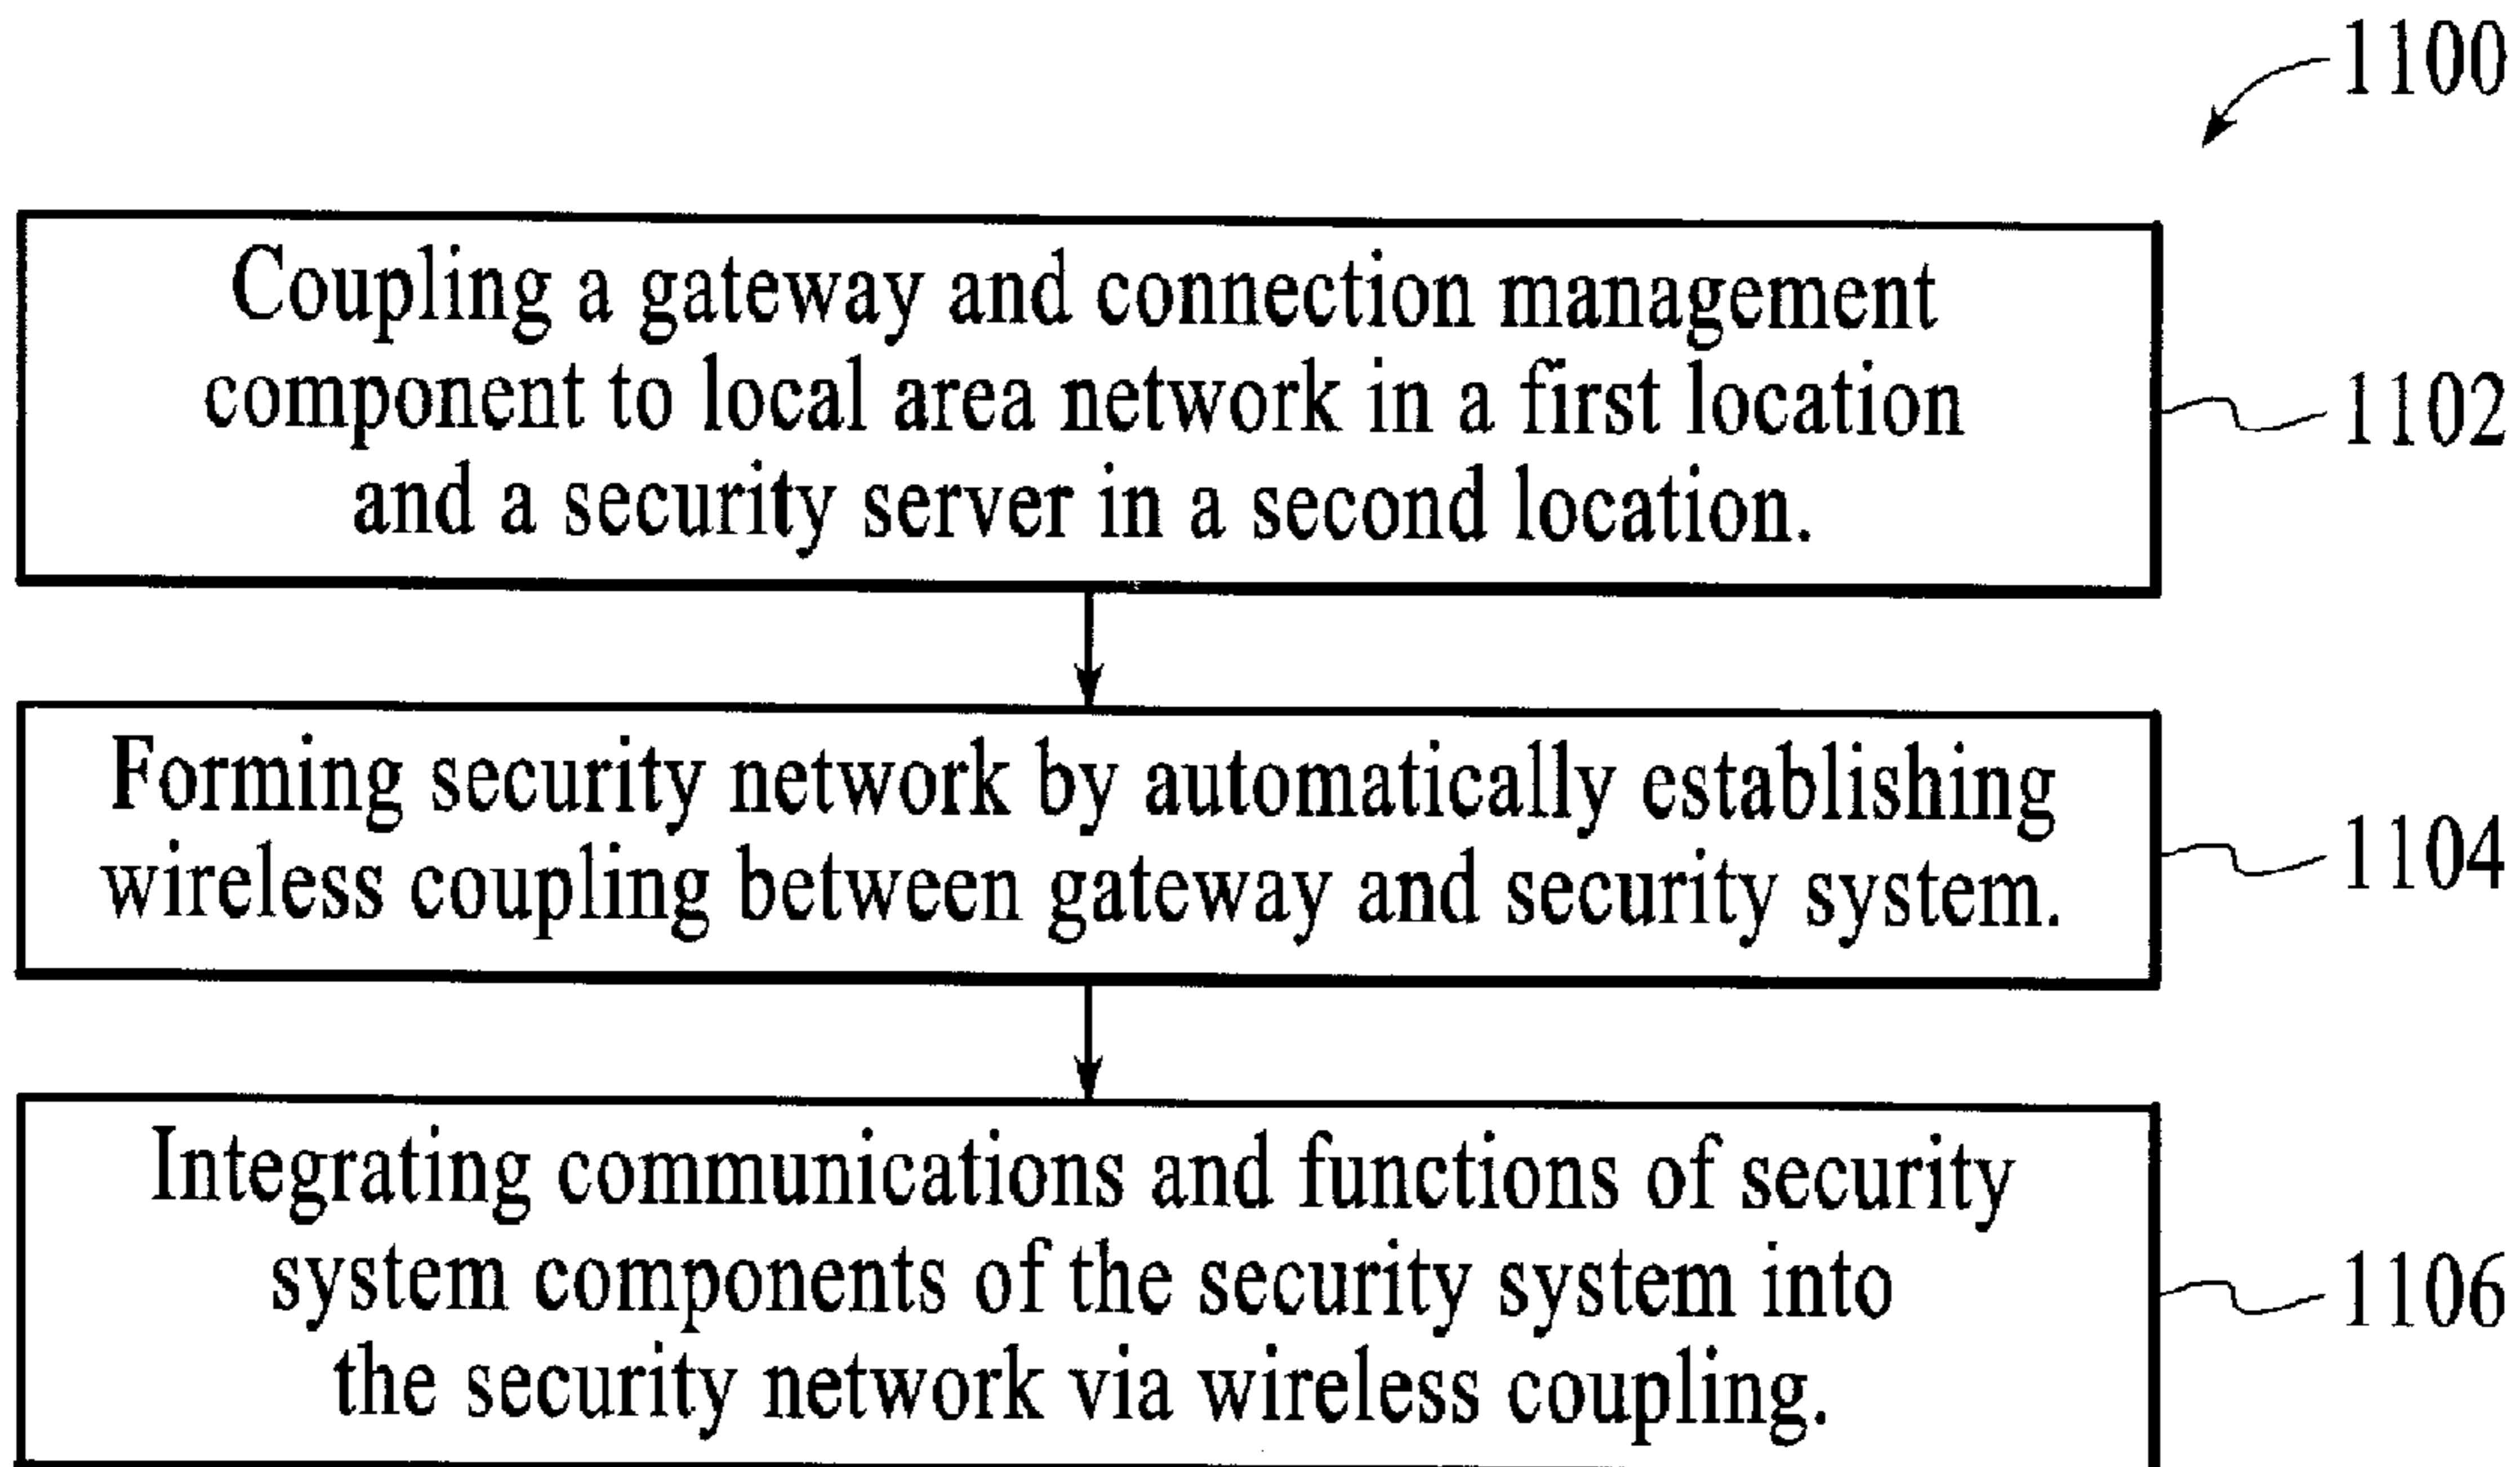 1100
Coupling a gateway and connection management
component to local area network in a first location
and a security server in a second location.
1102
Forming security network by automatically establishing
wireless coupling between gateway and security system.
1104
Integrating communications and functions of security
system components of the security system into
the security network via wireless coupling.
1106